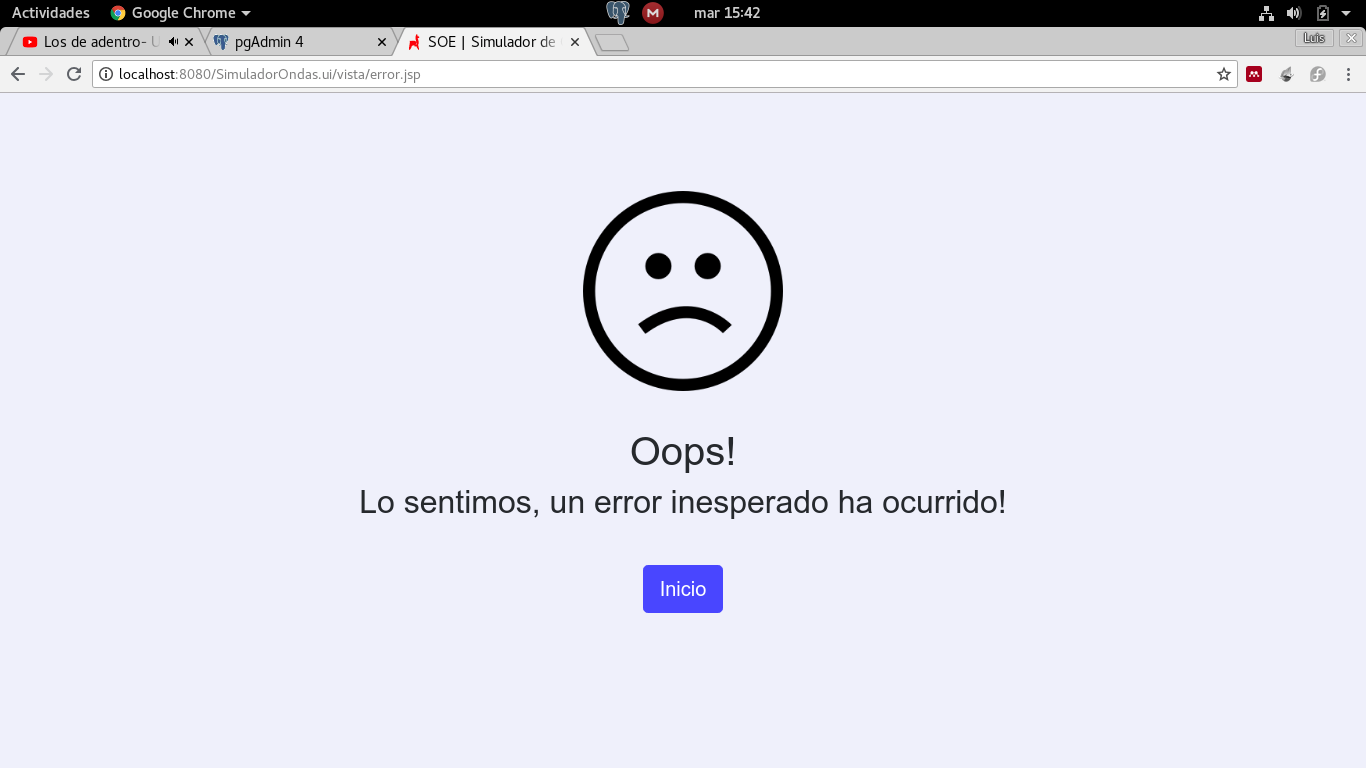 Actividades Google Chrome mar 15:42
Los de adentro- U pgAdmin 4 SOE | Simulador de Luis
localhost:8080/SimuladorOndas.ui/vista/error.jsp
Oops!
Lo sentimos, un error inesperado ha ocurrido!
Inicio